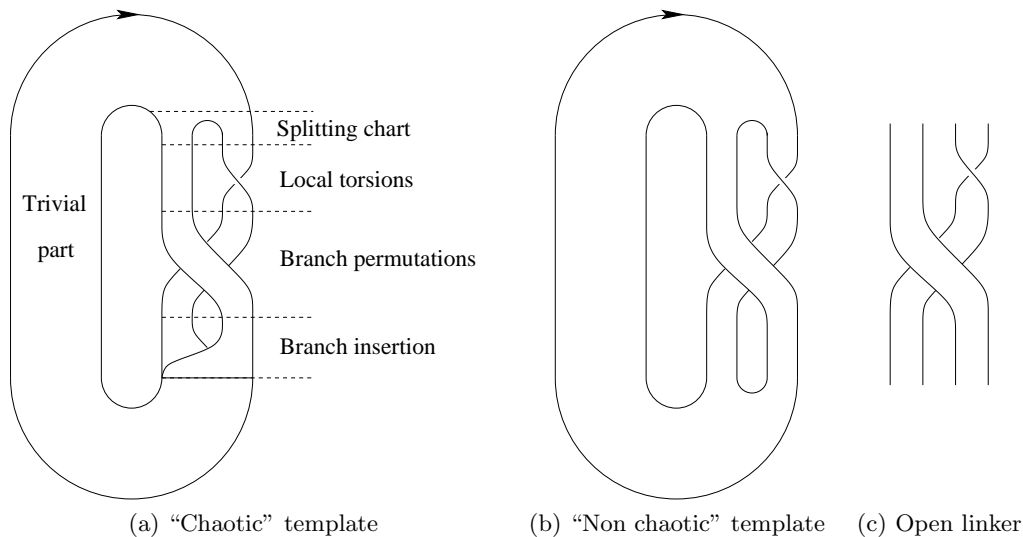 Splitting chart
Local torsions
Trivial
part
Branch permutations
Branch insertion
(a) “Chaotic” template
(b) “Non chaotic” template
(c) Open linker